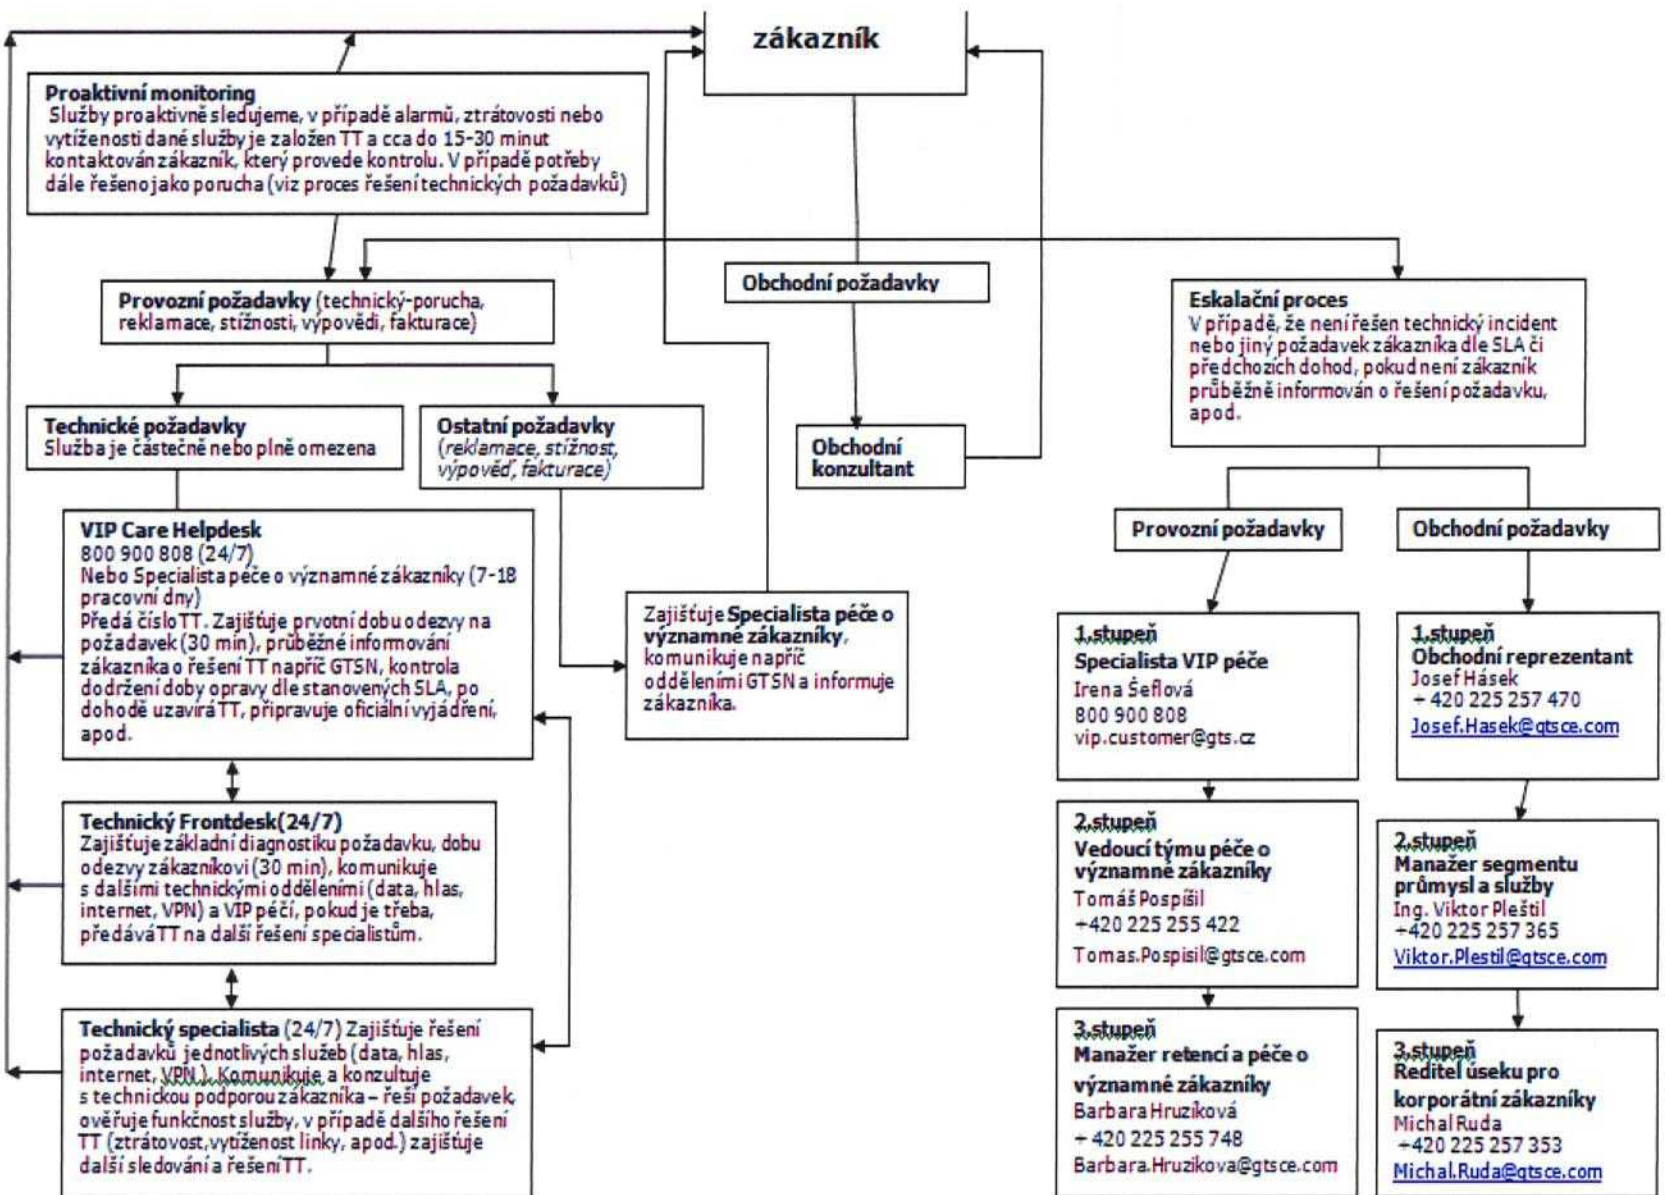 zákazník
Proaktivní monitoring
Služby proaktivně sledujeme, v případě alarmů, ztrátovosti nebo
vytíženosti dané služby je založen TT a cca do 15-30 minut
kontaktován zákazník, který provede kontrolu. V případě potřeby
dále řešeno jako porucha (viz proces řešení technických požadavků)
Provozní požadavky (technický-porucha,
reklamace, stížnosti, výpovědi, fakturace)
Obchodní požadavky
Eskalační proces
V případě, že není řešen technický incident
nebo jiný požadavek zákazníka dle SLA či
předchozích dohod, pokud není zákazník
průběžně informován o řešení požadavku,
apod.
Technické požadavky
Služba je částečně nebo plně omezena
Ostatní požadavky
(reklamace, stížnost,
výpověď, fakturace)
Obchodní
konzultant
VIP Care Helpdesk
800 900 808 (24/7)
Nebo Specialista péče o významné zákazníky (7-18
pracovní dny)
Předá číslo TT. Zajišťuje prvotní dobu odezvy na
požadavek (30 min), průběžné informování
zákazníka o řešení TT napříč GTSN, kontrola
dodržení doby opravy dle stanovených SLA, po
dohodě uzavírá TT, připravuje oficiální vyjádření,
apod.
Zajišťuje Specialista péče o
významné zákazníky,
komunikuje napříč
odděleními GTSN a informuje
zákazníka.
Technický Frontdesk(24/7)
Zajišťuje základní diagnostiku požadavku, dobu
odezvy zákazníkovi (30 min), komunikuje
s dalšími technickými odděleními (data, hlas,
internet, VPN) a VIP péčí, pokud je třeba,
předává TT na další řešení specialistům.
Technický specialista (24/7) Zajišťuje řešení
požadavků jednotlivých služeb (data, hlas,
internet, VPN ). Komunikuje a konzultuje
s technickou podporou zákazníka – řeší požadavek,
ověřuje funkčnost služby, v případě dalšího řešení
TT (ztrátovost, vytíženost linky, apod.) zajišťuje
další sledování a řešení TT.
Provozní požadavky
1.stupeň
Specialista VIP péče
Irena Šeflová
800 900 808
vip.customer@gts.cz
2.stupeň
Vedoucí týmu péče o
významné zákazníky
Tomáš Pospíšil
+420 225 255 422
Tomas.Pospisil@gtsce.com
3.stupeň
Manažer retencí a péče o
významné zákazníky
Barbara Hruzíková
+ 420 225 255 748
Barbara.Hruzikova@gtsce.com
Obchodní požadavky
1.stupeň
Obchodní reprezentant
Josef Hásek
+ 420 225 257 470
Josef.Hasek@gtsce.com
2.stupeň
Manažer segmentu
průmysl a služby
Ing. Viktor Pleštil
+420 225 257 365
Viktor.Plestil@gtsce.com
3.stupeň
Reditel úseku pro
korporátní zákazníky
Michal Ruda
+420 225 257 353
Michal.Ruda@gtsce.com